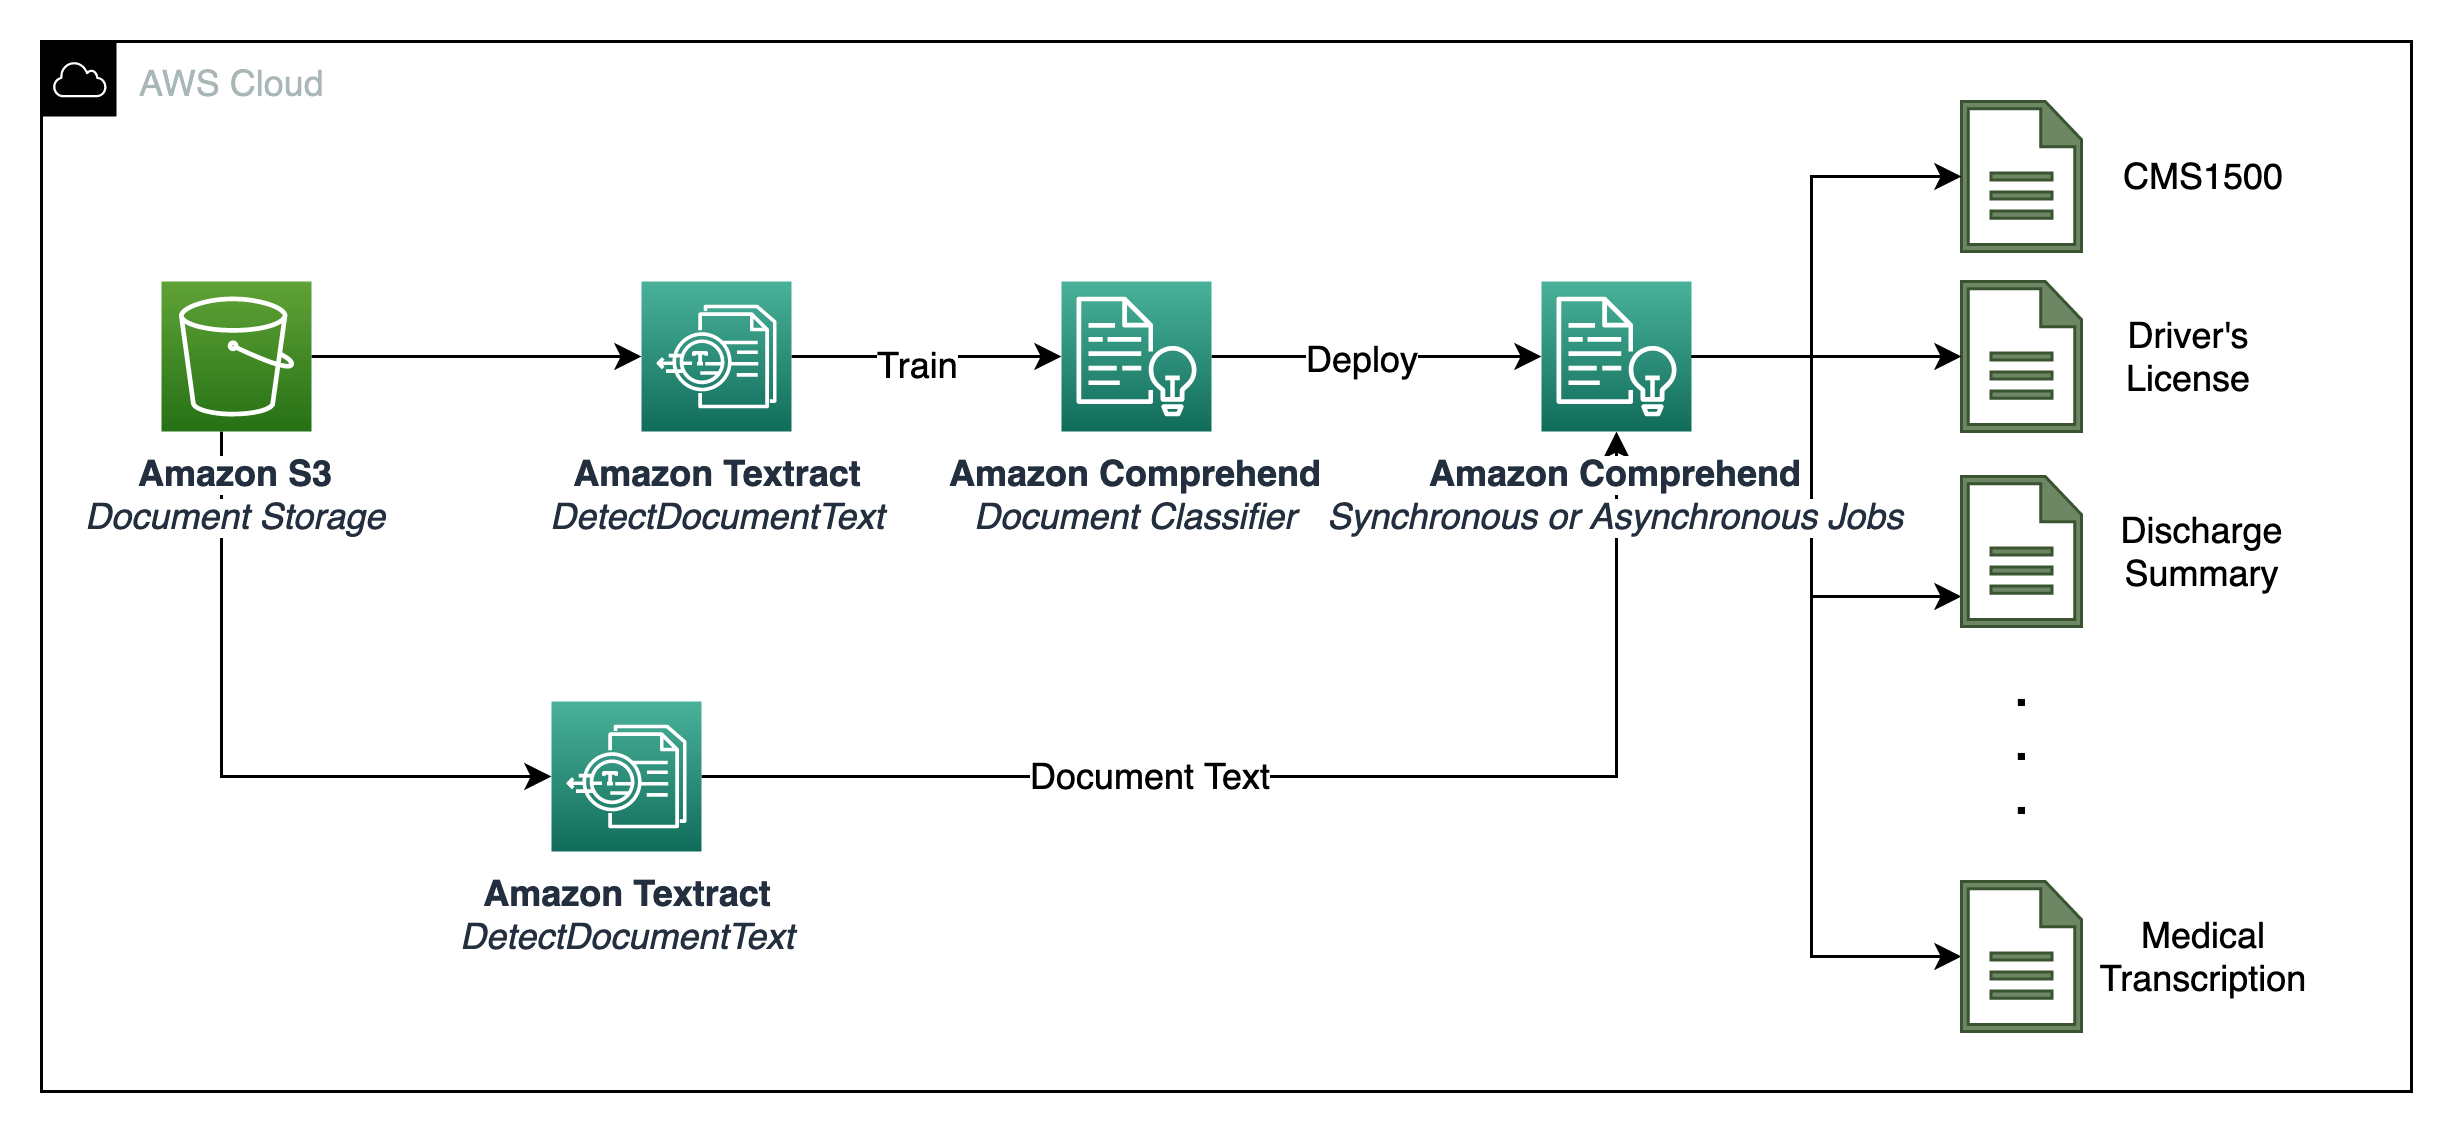 AWS Cloud
CMS1500
Driver's
License
Amazon S3
Document Storage
Amazon Textract
DetectDocumentText
Train
Amazon Comprehend
Document Classifier
Deploy
Amazon Comprehend
Synchronous or Asynchronous Jobs
Discharge
Summary
Amazon Textract
DetectDocumentText
Document Text
Medical
Transcription